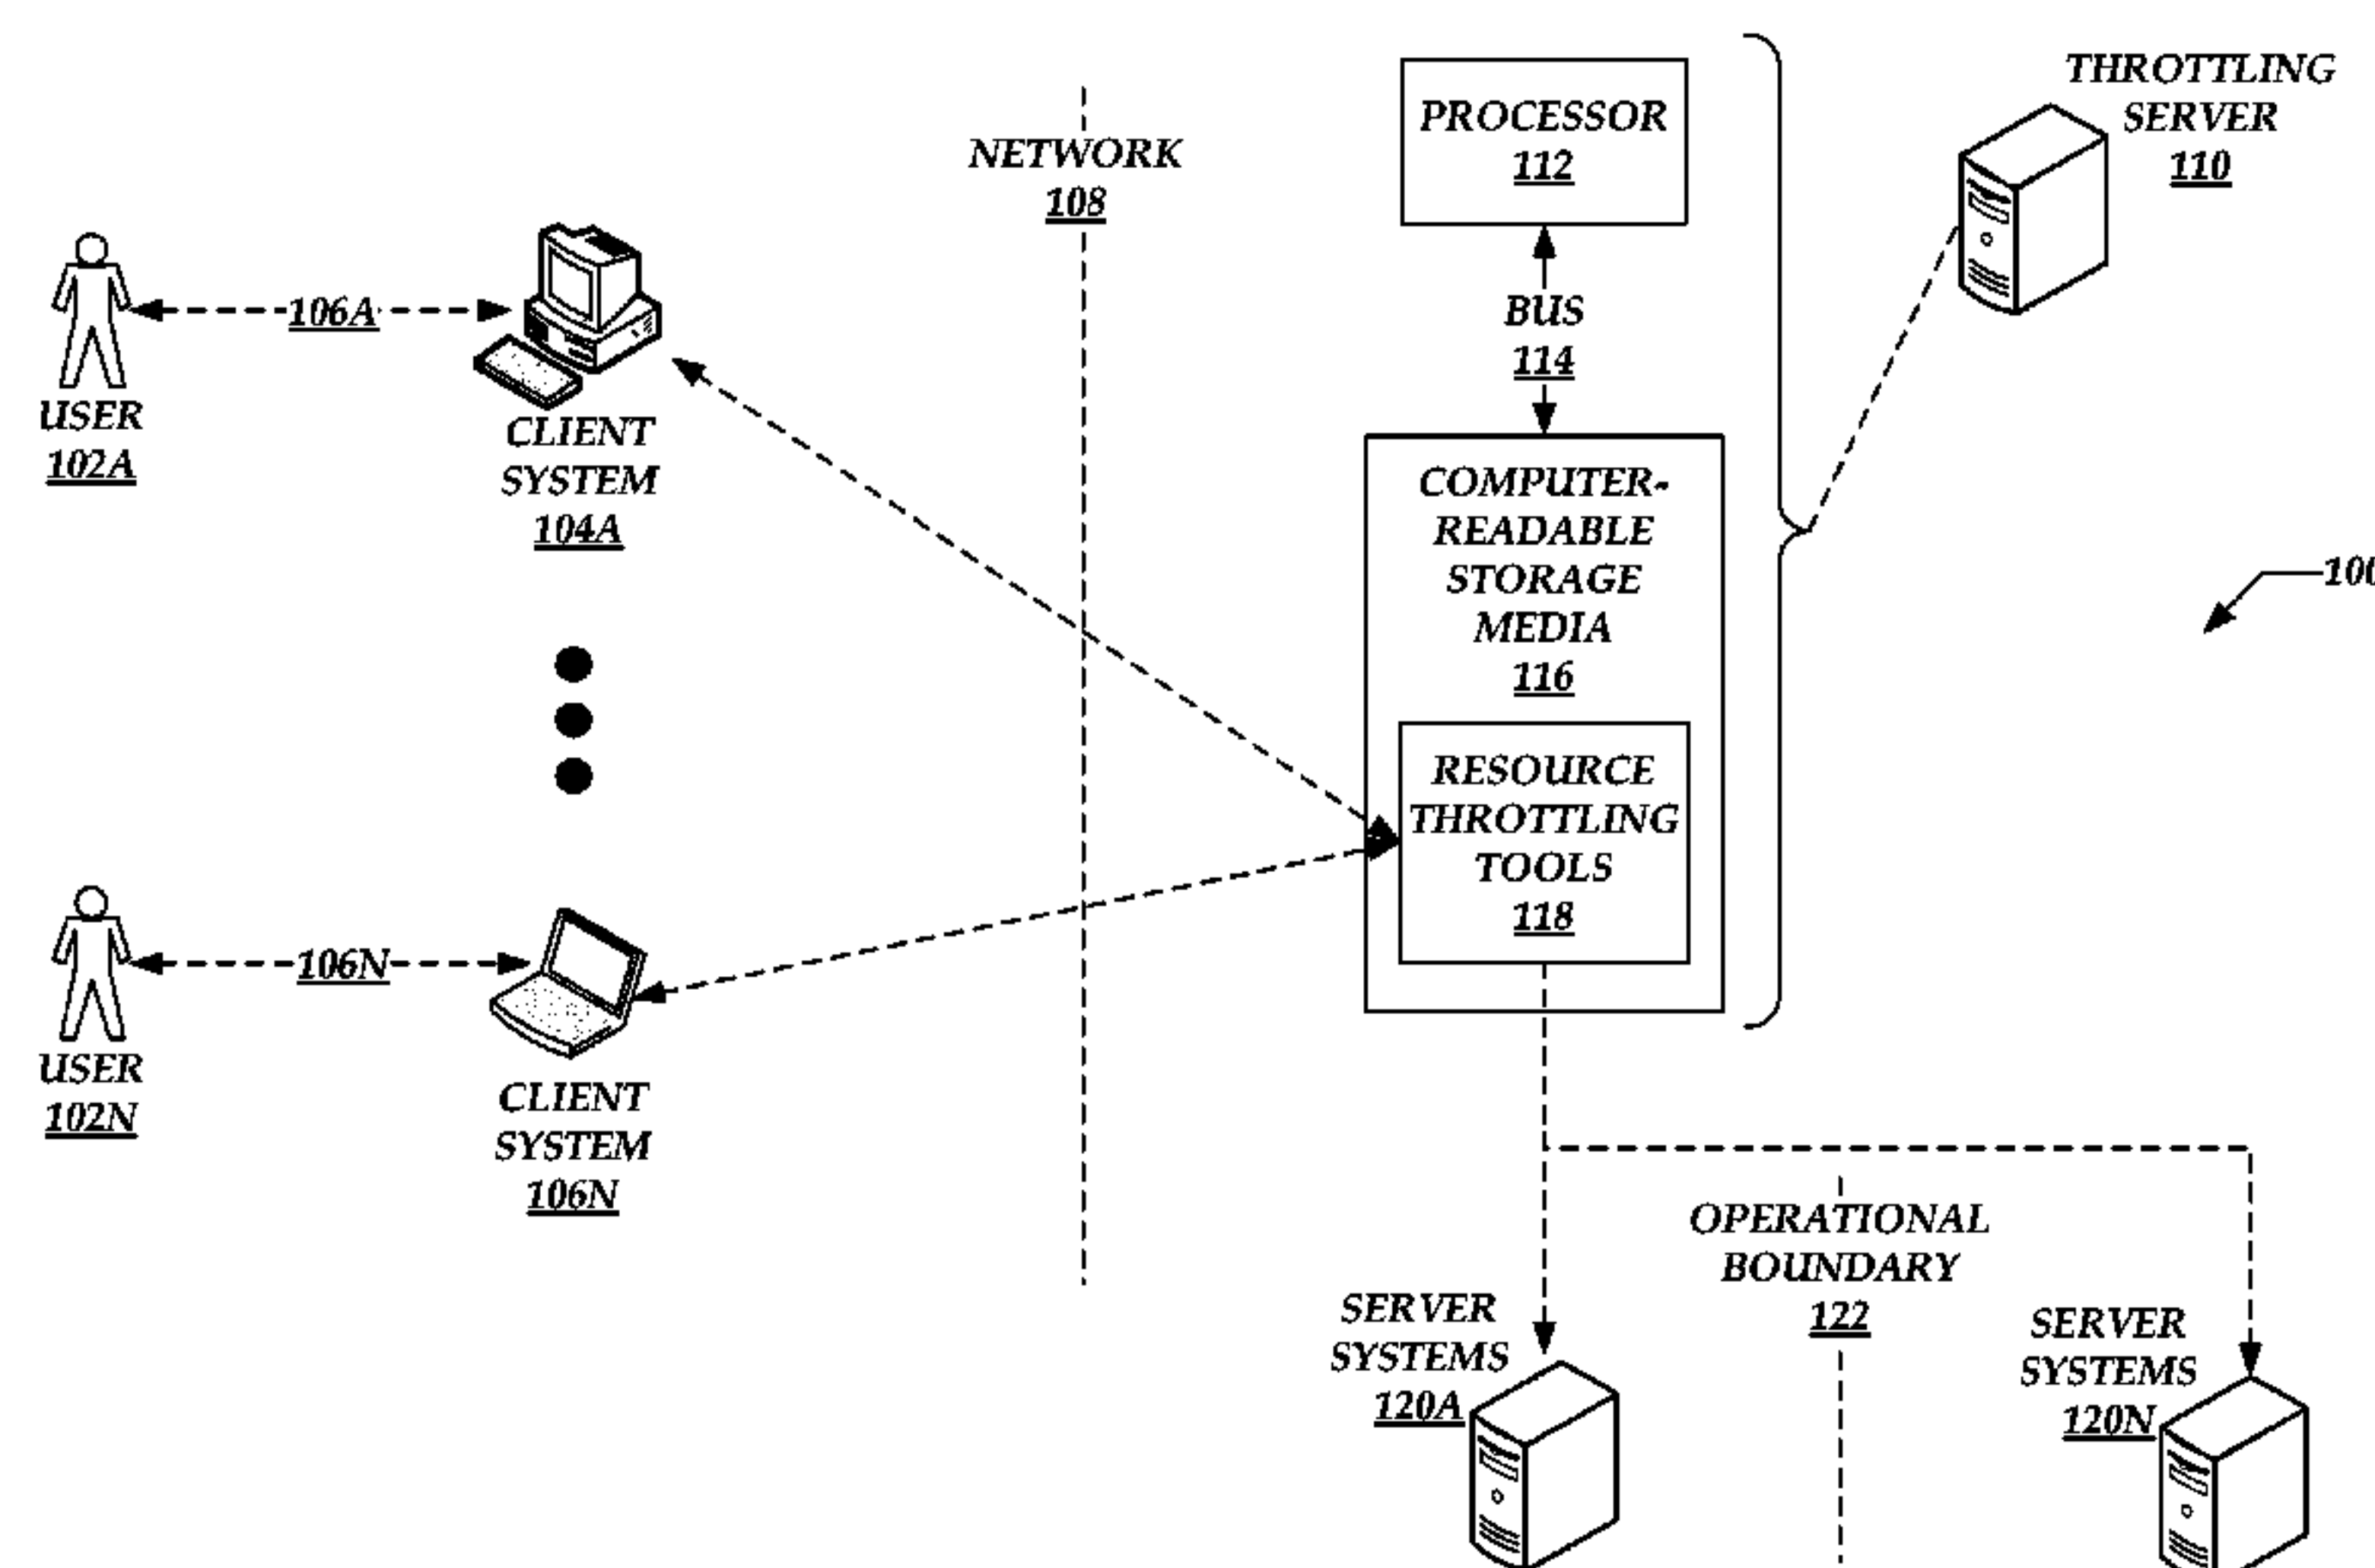 THROTTLING
SERVER
110
PROCESSOR
112
NETWORK
108
BUS
114
106A
USER
102A
CLIENT
SYSTEM
104A
COMPUTER-
READABLE
STORAGE
MEDIA
116
100
RESOURCE
THROTTLING
TOOLS
118
106N
USER
102N
CLIENT
SYSTEM
106N
OPERATIONAL
BOUNDARY
122
SERVER
SYSTEMS
120A
SERVER
SYSTEMS
120N